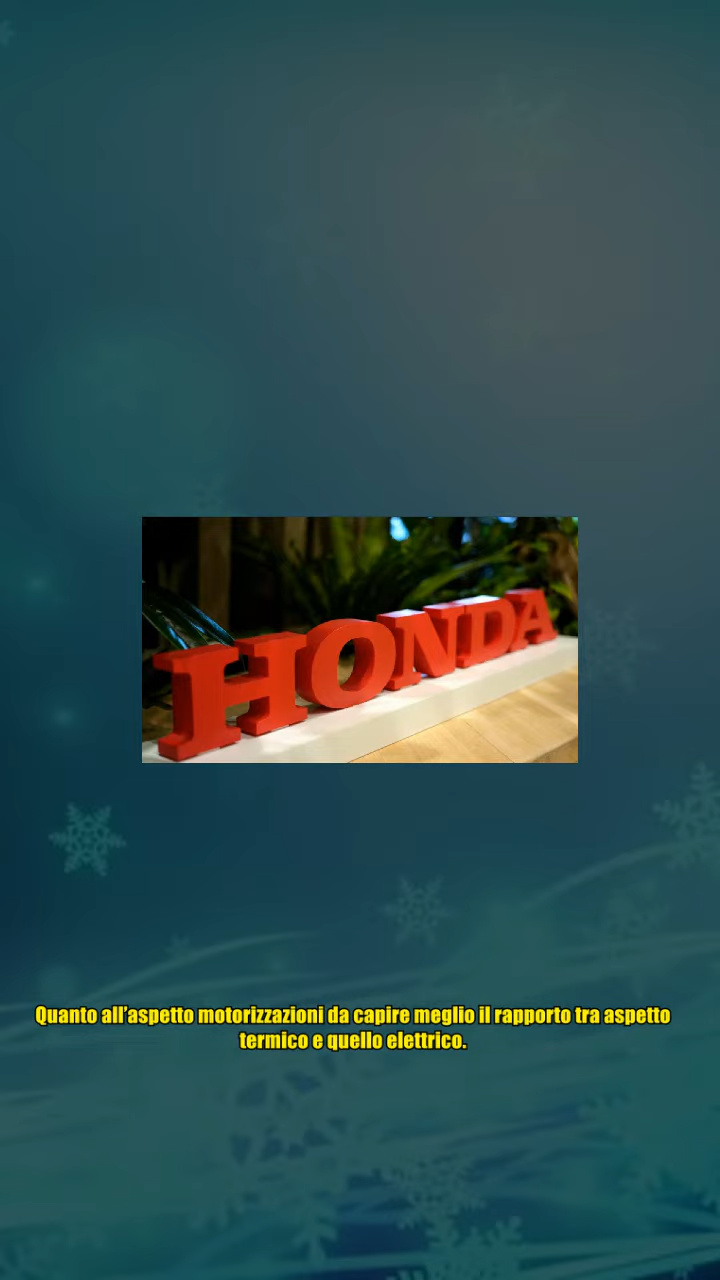 HONDA
Quanto all'aspetto motorizzazioni da capire meglio il rapporto tra aspetto
termico e quello elettrico.